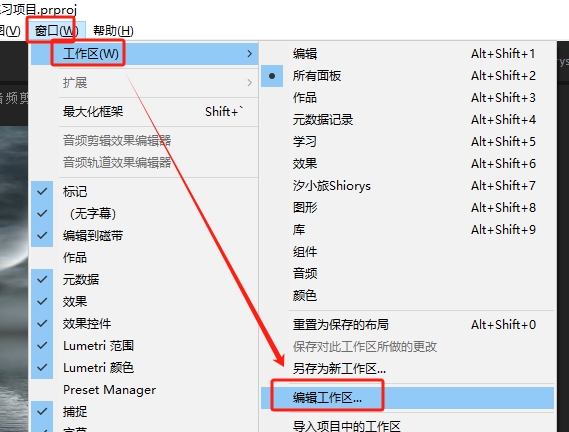 习项目.prproj
图(V) 窗口(W) 帮助(H)
工作区(W)
扩展
最大化框架 Shift+`
音频剪辑效果编辑器
音频轨道效果编辑器
标记
(无字幕)
编辑到磁带
作品
元数据
效果
效果控件
Lumetri 范围
Lumetri 颜色
Preset Manager
捕捉
字幕
编辑 Alt+Shift+1
所有面板 Alt+Shift+2
作品 Alt+Shift+3
元数据记录 Alt+Shift+4
学习 Alt+Shift+5
效果 Alt+Shift+6
汐小旅Shiorys Alt+Shift+7
图形 Alt+Shift+8
库 Alt+Shift+9
组件
音频
颜色
重置为保存的布局 Alt+Shift+0
保存对此工作区所做的更改
另存为新工作区...
编辑工作区...
导入项目中的工作区
音频剪
rys